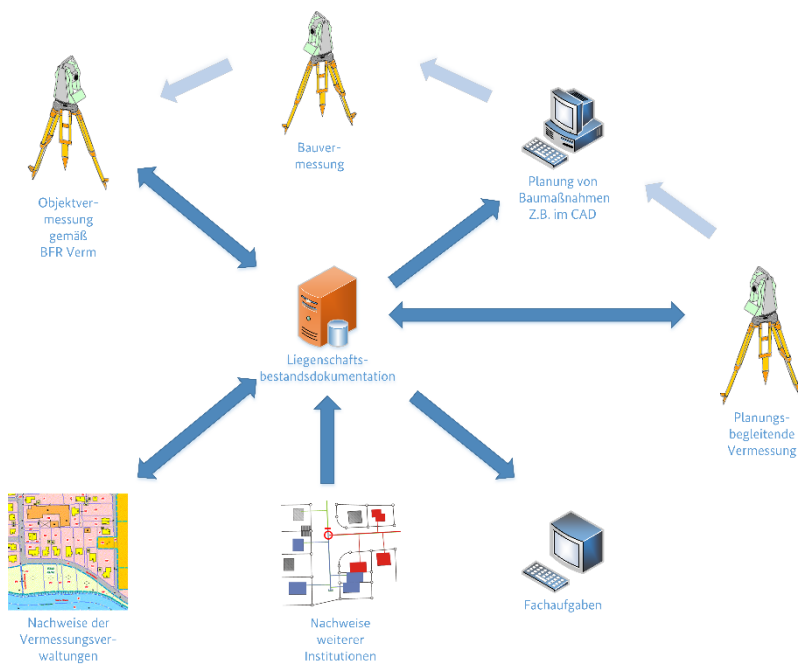 Bauver-
messung
Planung von
Baumaßnahmen
Z.B. im CAD
Objektver-
messung
gemäß
BFR Verm
Liegenschafts-
bestandsdokumentation
Planungs-
begleitende
Vermessung
Nachweise der
Vermessungsver-
waltungen
Nachweise
weiterer
Institutionen
Fachaufgaben